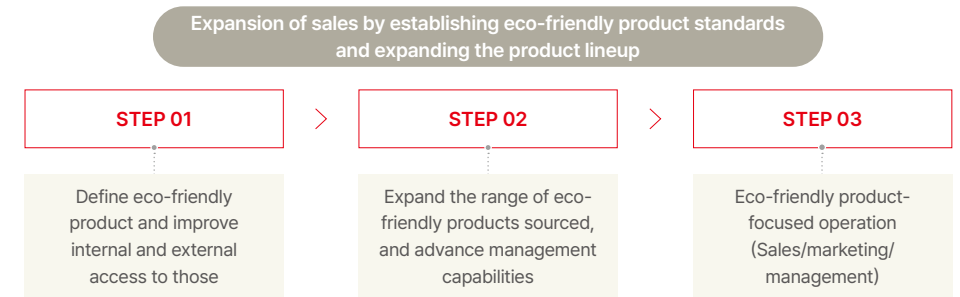 Expansion of sales by establishing eco-friendly product standards
and expanding the product lineup
STEP 01
Define eco-friendly
product and improve
internal and external
access to those
STEP 02
Expand the range of eco-
friendly products sourced,
and advance management
capabilities
STEP 03
Eco-friendly product-
focused operation
(Sales/marketing/
management)